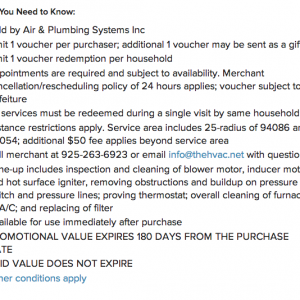 You Need to Know:
ld by Air & Plumbing Systems Inc
it 1 voucher per purchaser; additional 1 voucher may be sent as a gif
it 1 voucher redemption per household
pointments are required and subject to availability. Merchant
ncellation/rescheduling policy of 24 hours applies; voucher subject to
feiture
services must be redeemed during a single visit by same household
stance restrictions apply. Service area includes 25-radius of 94086 an
054; additional $50 fee applies beyond service area
ll merchant at 925-263-6923 or email info@thehvac.net with questio
ne-up includes inspection and cleaning of blower motor, inducer mot
d hot surface igniter, removing obstructions and buildup on pressure
itch and pressure lines; proving thermostat; overall cleaning of furnac
A/C; and replacing of filter
ailable for use immediately after purchase
OMOTIONAL VALUE EXPIRES 180 DAYS FROM THE PURCHASE
ATE
ID VALUE DOES NOT EXPIRE
her conditions apply